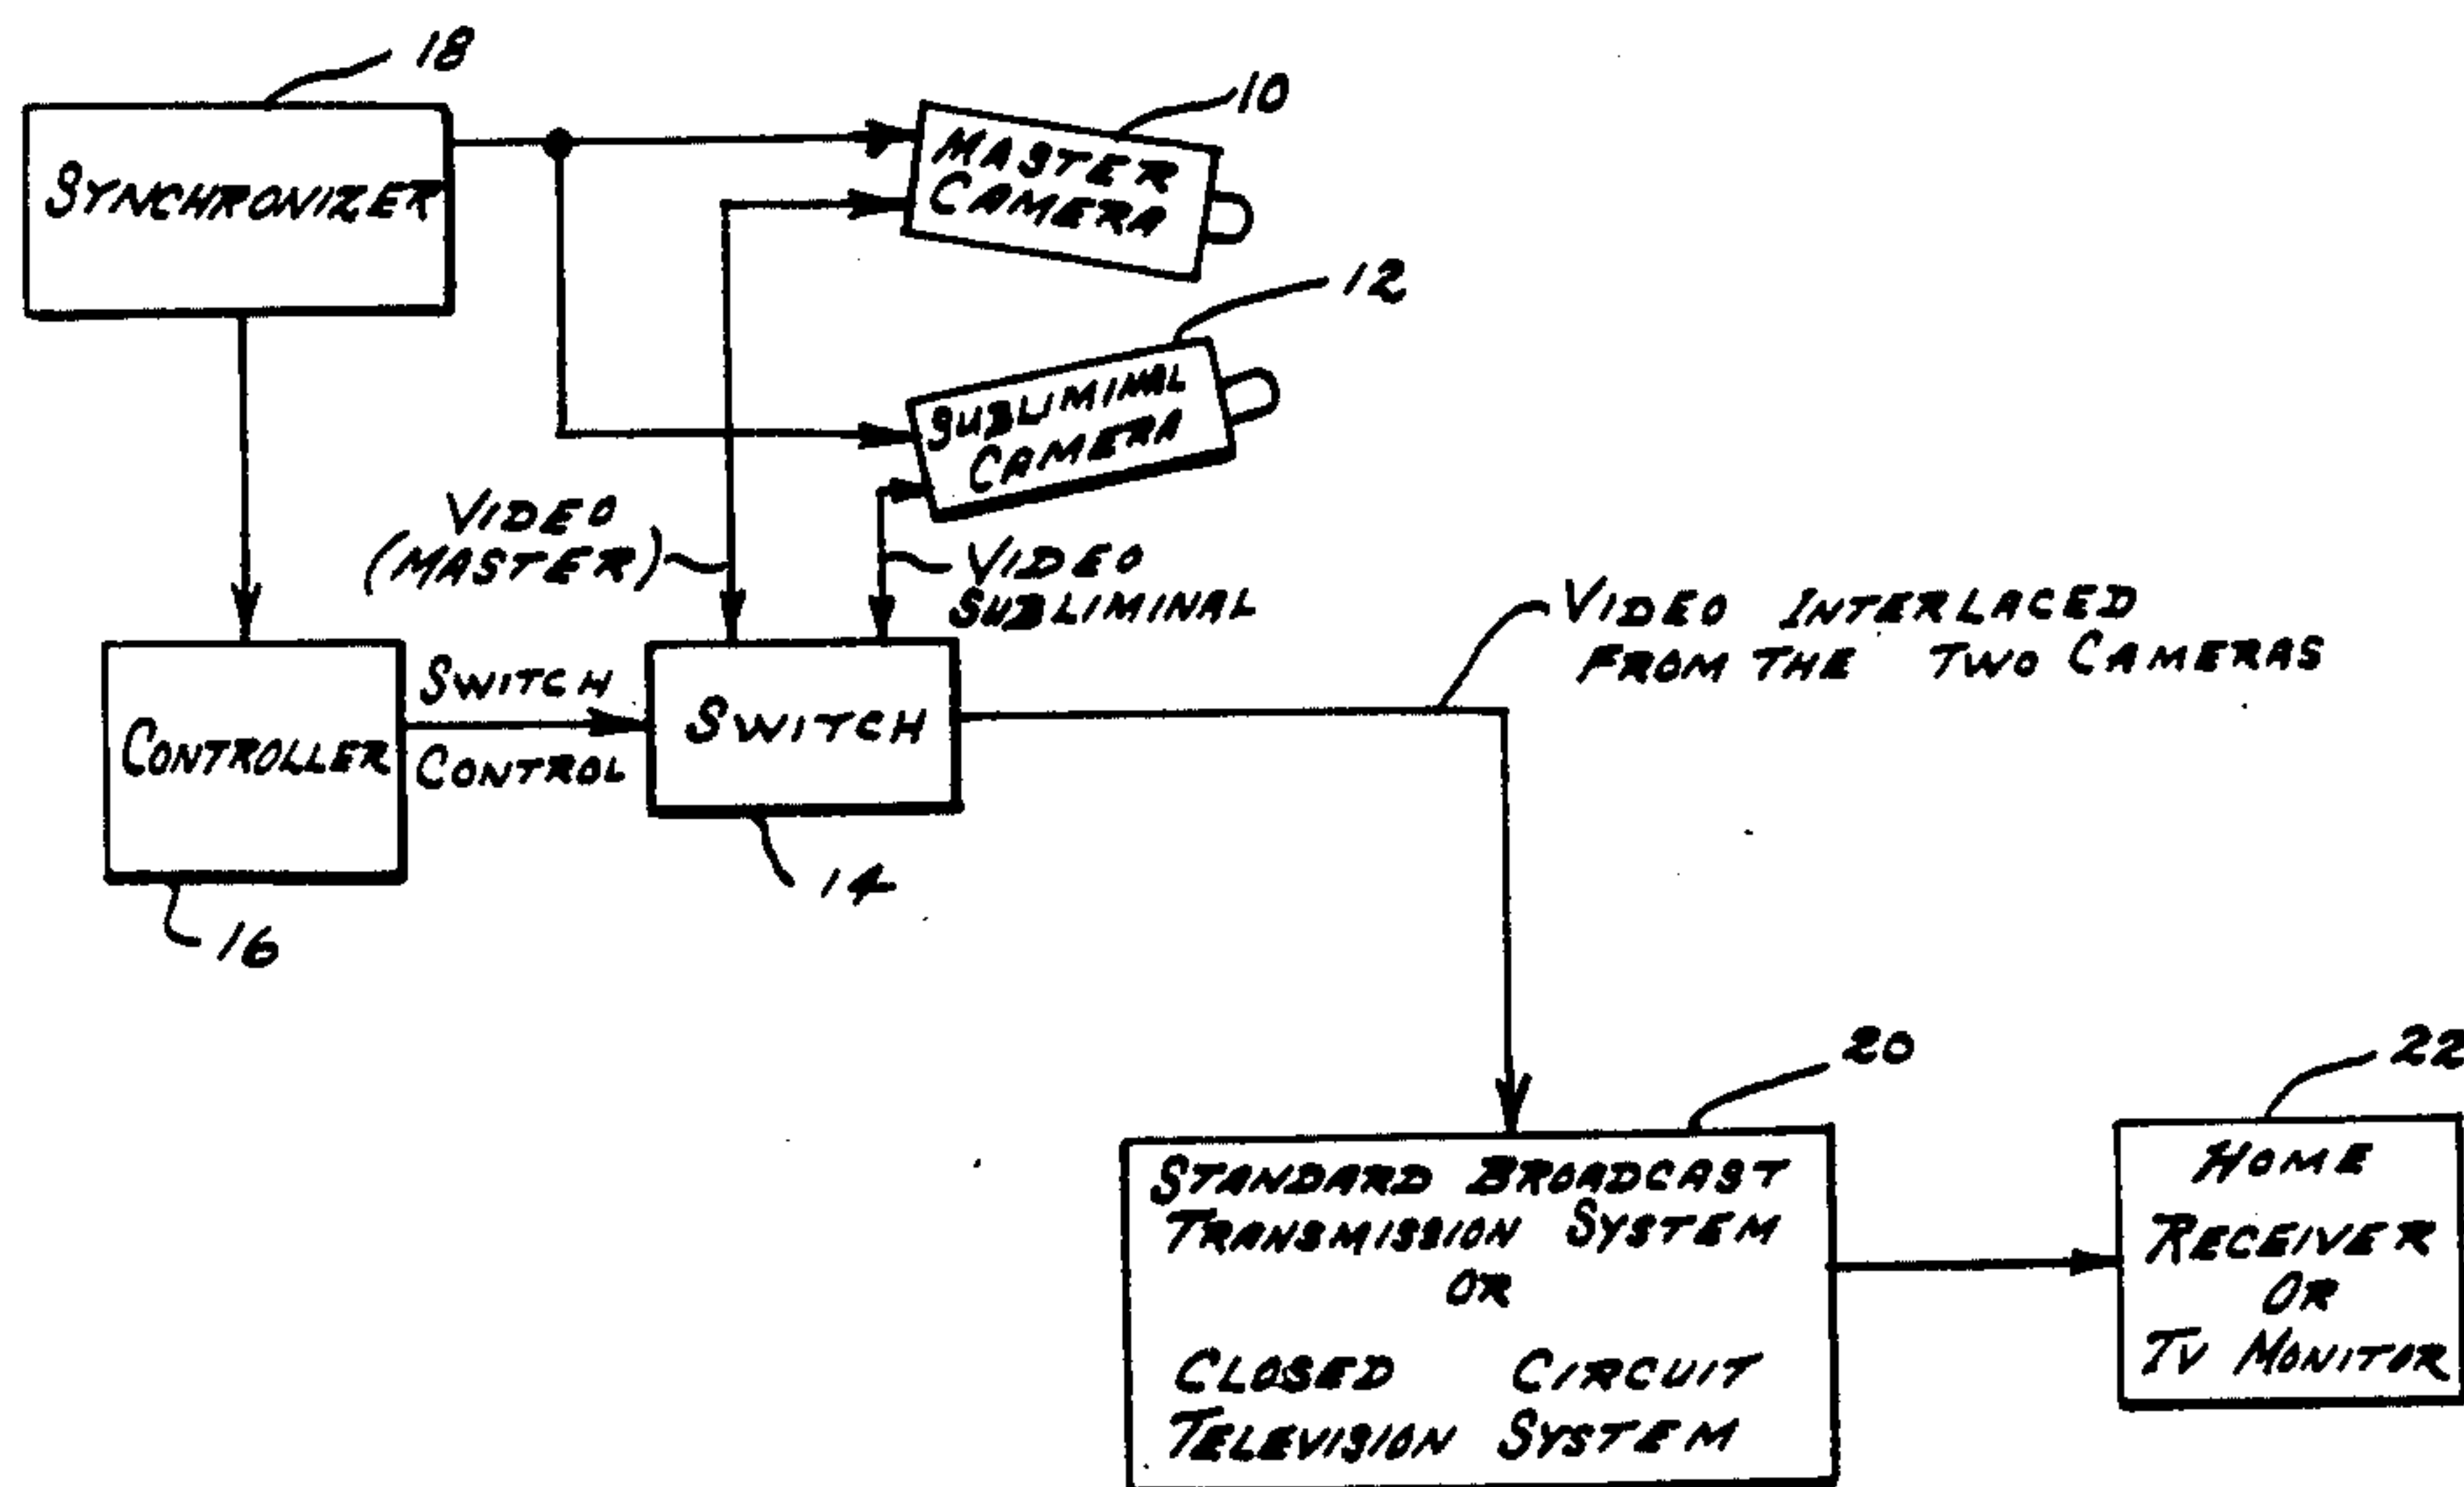 18
10
SYNCHRONIZER
MASTER
CAMERA
12
SUBLIMINAL
CAMERA
VIDEO
(MASTER)
VIDEO
SUBLIMINAL
VIDEO INTERLACED
FROM THE TWO CAMERAS
CONTROLLER
SWITCH
CONTROL
SWITCH
14
16
20
22
STANDARD BROADCAST
TRANSMISSION SYSTEM
OR
CLOSED CIRCUIT
TELEVISION SYSTEM
HOME
RECEIVER
OR
TV MONITOR